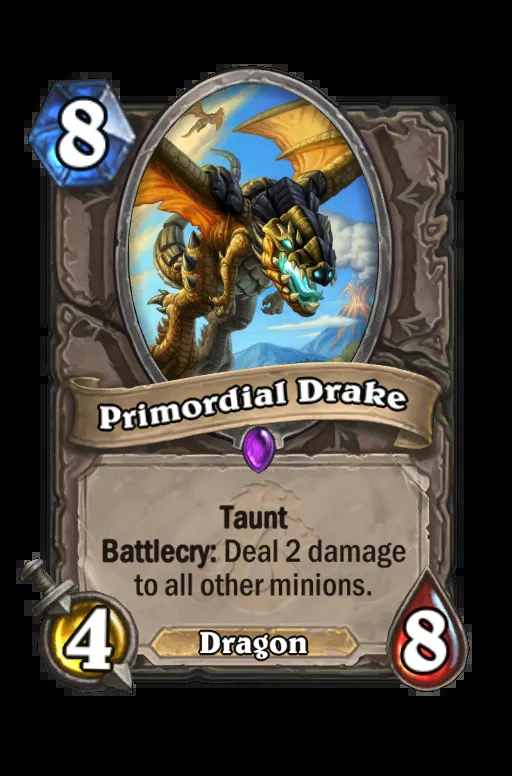 8
Primordial Drake
Taunt
Battlecry: Deal 2 damage
to all other minions.
4
Dragon
8